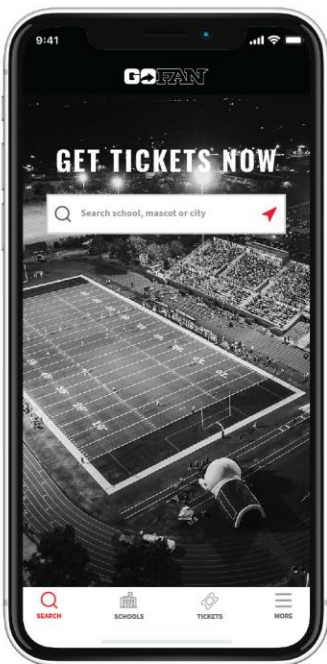 9:41
GOFAN
GET TICKETS NOW
Search school, mascot or city
SEARCH
SCHOOLS
TICKETS
MORE